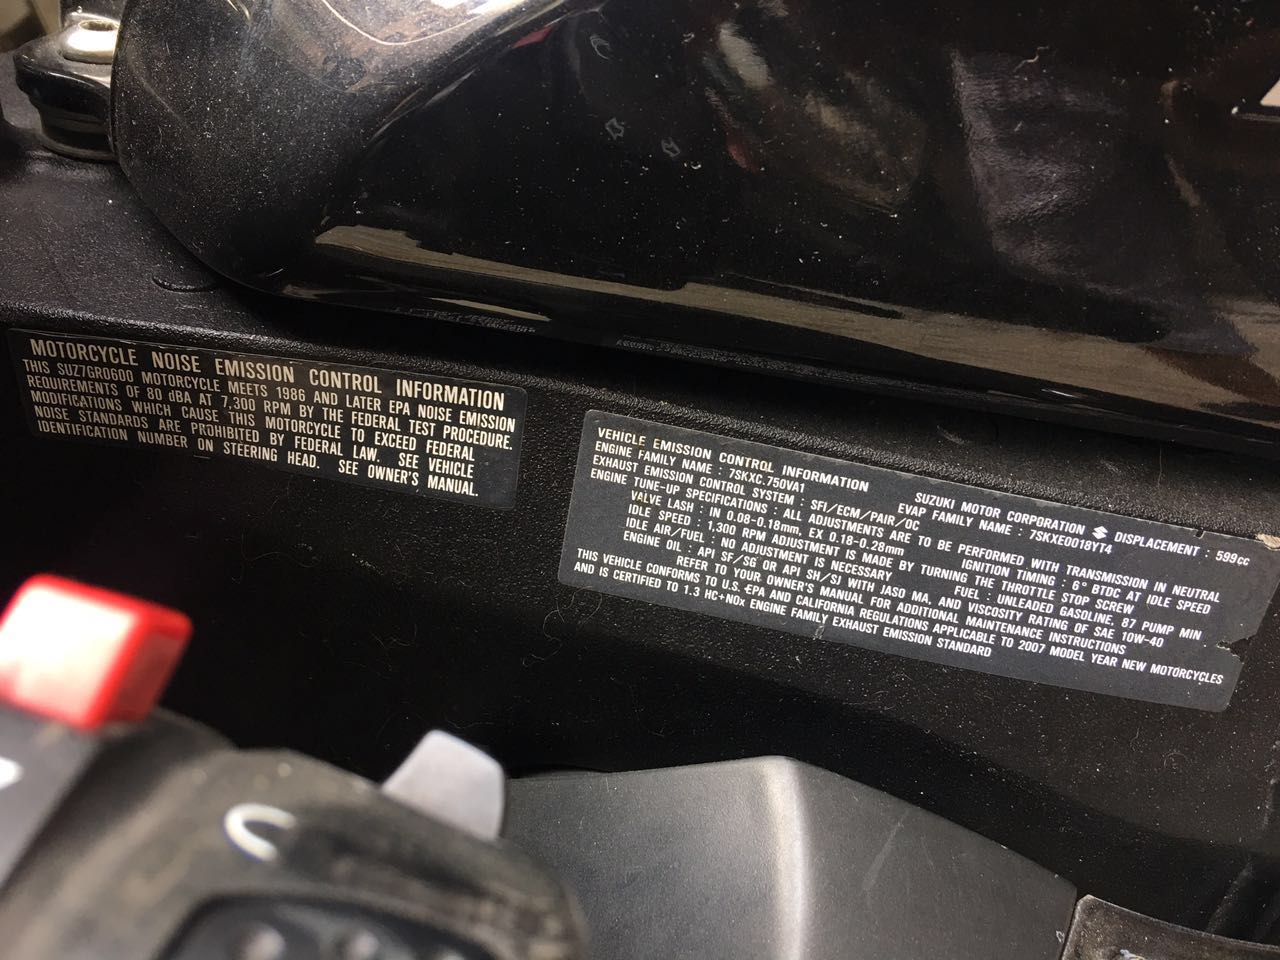 MOTORCYCLE NOISE EMISSION CONTROL INFORMATION
THIS SUZ7GR0600 MOTORCYCLE MEETS 1986 AND LATER EPA NOISE EMISSION
REQUIREMENTS OF 80 dBA AT 7,300 RPM BY THE FEDERAL TEST PROCEDURE.
MODIFICATIONS WHICH CAUSE THIS MOTORCYCLE TO EXCEED FEDERAL
NOISE STANDARDS ARE PROHIBITED BY FEDERAL LAW. SEE VEHICLE
IDENTIFICATION NUMBER ON STEERING HEAD. SEE OWNER'S MANUAL.
VEHICLE EMISSION CONTROL INFORMATION SUZUKI MOTOR CORPORATION
ENGINE FAMILY NAME : 7SKXC.750VA1 EVAP FAMILY NAME : 7SKXE0018YT4 DISPLACEMENT : 599cc
EXHAUST EMISSION CONTROL SYSTEM : SFI/ECM/PAIR/OC
ENGINE TUNE-UP SPECIFICATIONS : ALL ADJUSTMENTS ARE TO BE PERFORMED WITH TRANSMISSION IN NEUTRAL
VALVE LASH : IN 0.08-0.18mm, EX 0.18-0.28mm IGNITION TIMING : 6° BTDC AT IDLE SPEED
IDLE SPEED : 1,300 RPM ADJUSTMENT IS MADE BY TURNING THE THROTTLE STOP SCREW
IDLE AIR/FUEL : NO ADJUSTMENT IS NECESSARY FUEL : UNLEADED GASOLINE, 87 PUMP MIN
ENGINE OIL : API SF/SG OR API SH/SJ WITH JASO MA, AND VISCOSITY RATING OF SAE 10W-40
REFER TO YOUR OWNER'S MANUAL FOR ADDITIONAL MAINTENANCE INSTRUCTIONS
THIS VEHICLE CONFORMS TO U.S. EPA AND CALIFORNIA REGULATIONS APPLICABLE TO 2007 MODEL YEAR NEW MOTORCYCLES
AND IS CERTIFIED TO 1.3 HC+NOx ENGINE FAMILY EXHAUST EMISSION STANDARD